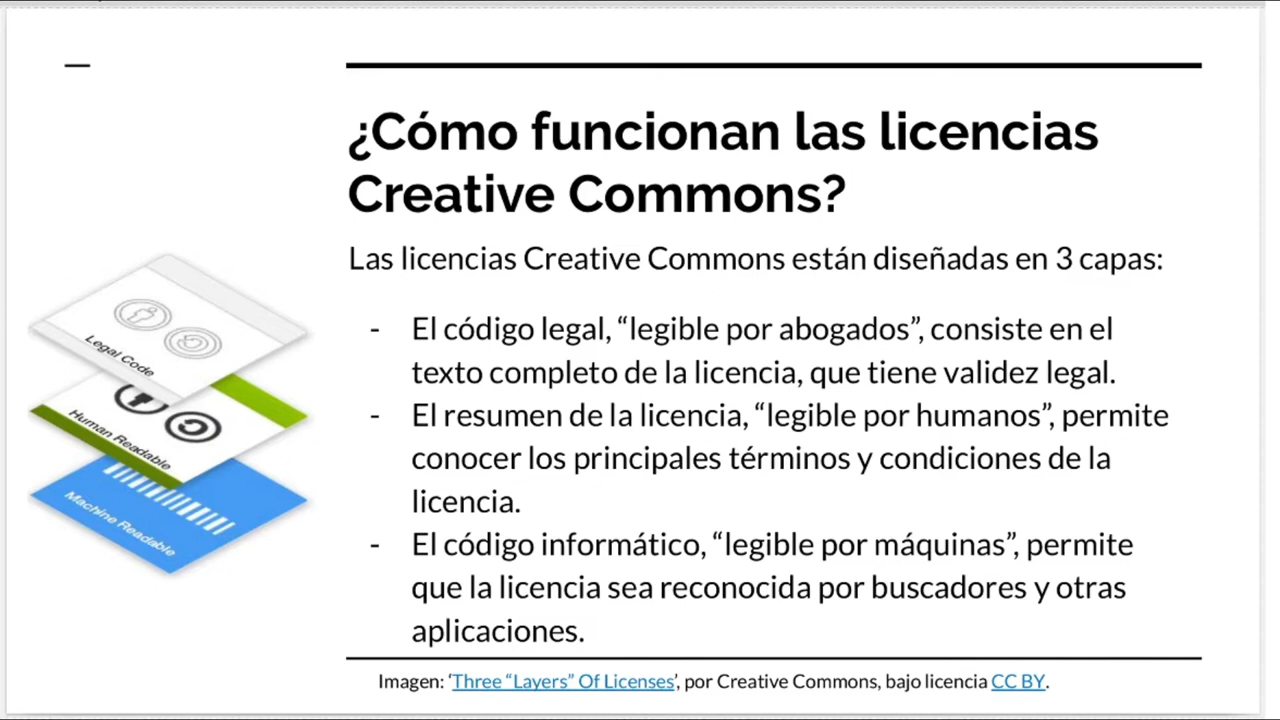 ¿Cómo funcionan las licencias
Creative Commons?
Las licencias Creative Commons están diseñadas en 3 capas:
- El código legal, “legible por abogados”, consiste en el
texto completo de la licencia, que tiene validez legal.
- El resumen de la licencia, “legible por humanos”, permite
conocer los principales términos y condiciones de la
licencia.
- El código informático, “legible por máquinas”, permite
que la licencia sea reconocida por buscadores y otras
aplicaciones.
Legal Code
Human Readable
Machine Readable
Imagen: ‘Three “Layers” Of Licenses’, por Creative Commons, bajo licencia CC BY.